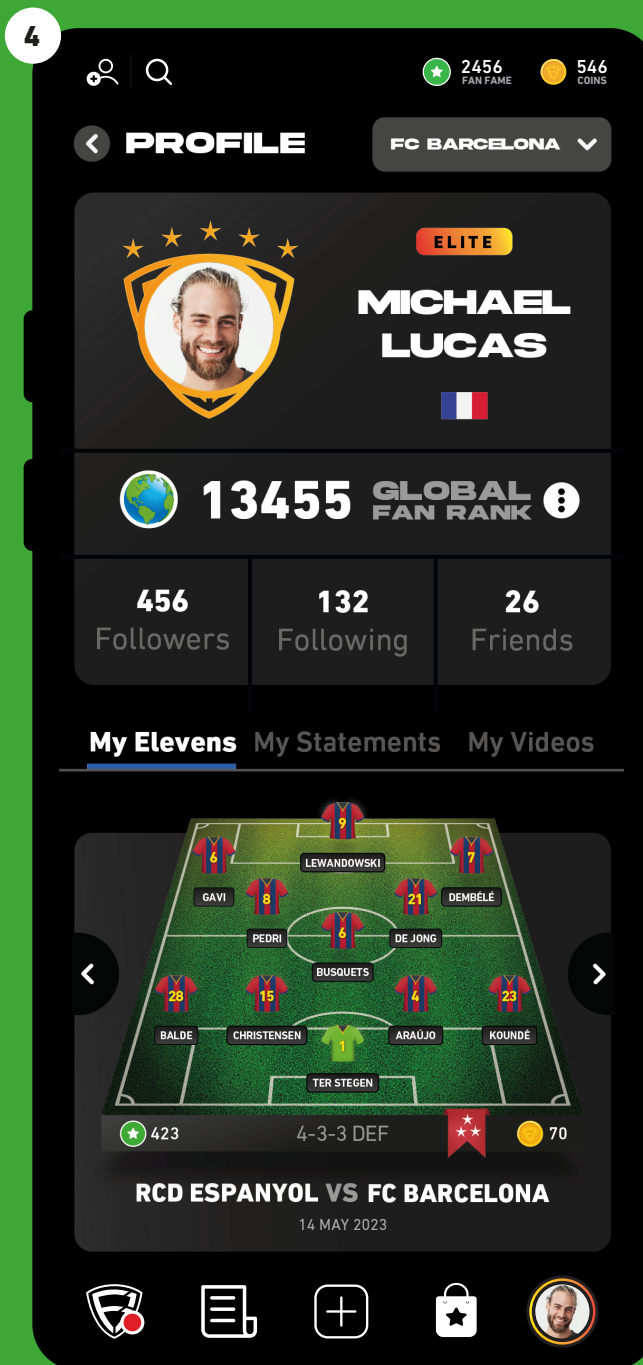 4
2456
FAN FAME
546
COINS
PROFILE
FC BARCELONA
ELITE
MICHAEL
LUCAS
13455
GLOBAL
FAN RANK
456
Followers
132
Following
26
Friends
My Elevens
My Statements
My Videos
9
LEWANDOWSKI
6
GAVI
7
DEMBÉLÉ
8
PEDRI
21
DE JONG
6
BUSQUETS
28
BALDE
15
CHRISTENSEN
4
ARAÚJO
23
KOUNDÉ
1
TER STEGEN
423
4-3-3 DEF
70
RCD ESPANYOL VS FC BARCELONA
14 MAY 2023